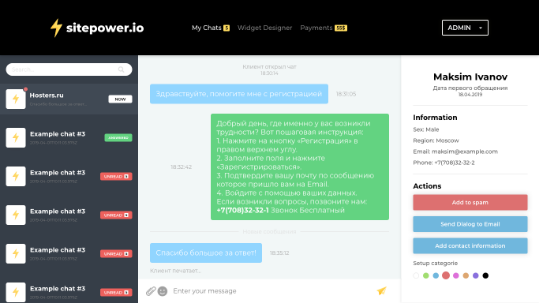 sitepower.io
My Chats 3
Widget Designer
Payments 55$
ADMIN
Search...
Hosters.ru
NOW
Example chat #3
Example chat #3
UNREAD
Example chat #3
UNREAD
Example chat #3
UNREAD
Example chat #3
UNREAD
Клиент открыл чат
18:30:14
Здравствуйте, помогите мне с регистрацией
18:31:05
Добрый день, где именно у вас возникли
трудности? Вот пошаговая инструкция:
1. Нажмите на кнопку «Регистрация» в
правом верхнем углу.
2. Заполните поля и нажмите
«Зарегистрироваться».
3. Подтвердите вашу почту по сообщению
которое пришло вам на Email.
4. Войдите с помощью ваших данных.
Если возникли вопросы, позвоните нам:
+7(708)32-32-1 Звонок Бесплатный
18:32:42
Спасибо большое за ответ!
18:35:12
Клиент печатает...
Enter your message
Maksim Ivanov
Дата первого обращения
18.04.2019
Information
Sex: Male
Region: Moscow
Email: maksim@example.com
Phone: +7(708)32-32-2
Actions
Add to spam
Send Dialog to Email
Add contact information
Setup categorie